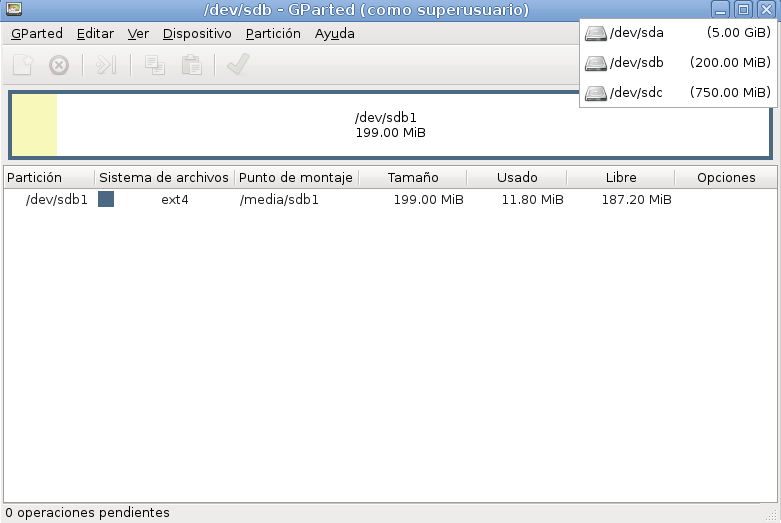 /dev/sdb - GParted (como superusuario)
GParted Editar Ver Dispositivo Partición Ayuda
/dev/sda (5.00 GiB)
/dev/sdb (200.00 MiB)
/dev/sdc (750.00 MiB)
/dev/sdb1
199.00 MiB
Partición Sistema de archivos Punto de montaje Tamaño Usado Libre Opciones
/dev/sdb1 ext4 /media/sdb1 199.00 MiB 11.80 MiB 187.20 MiB
0 operaciones pendientes